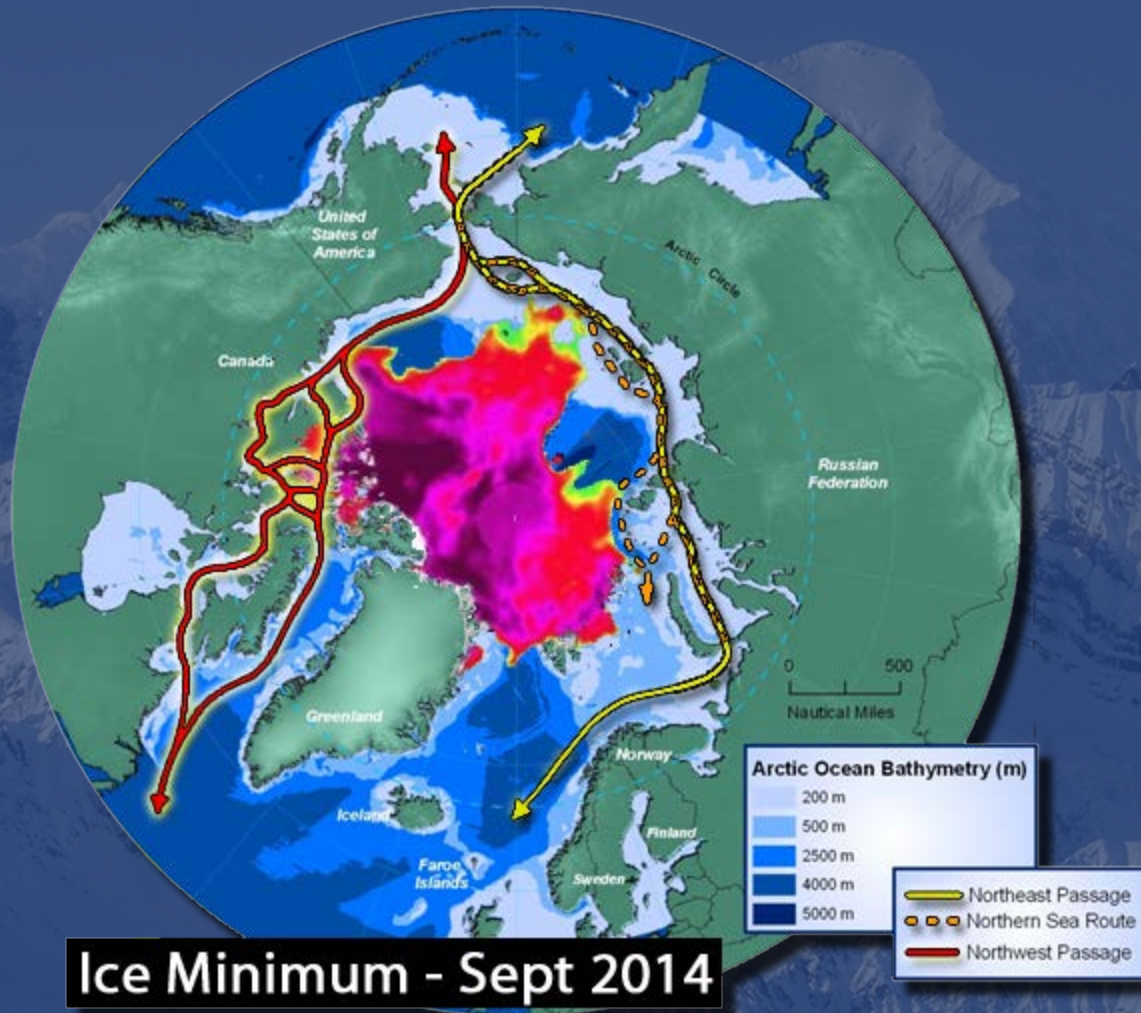 United
States of
America
Arctic Circle
Canada
Russian
Federation
0 500
Nautical Miles
Greenland
Norway
Iceland
Finland
Faroe
Islands
Sweden
Arctic Ocean Bathymetry (m)
200 m
500 m
2500 m
4000 m
5000 m
Northeast Passage
Northern Sea Route
Northwest Passage
Ice Minimum - Sept 2014